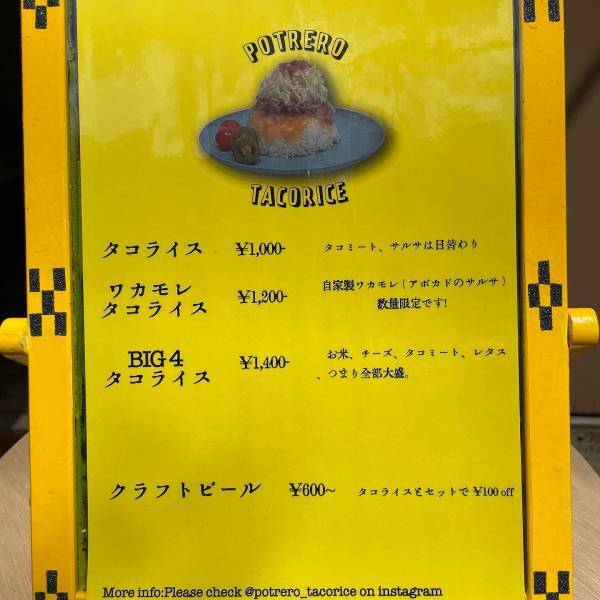 POTRERO
TACORICE
タコライス ¥1,000- タコミート、サルサは日替わり
ワカモレ
タコライス ¥1,200- 自家製ワカモレ(アボカドのサルサ)
数量限定です!
BIG4
タコライス ¥1,400- お米、チーズ、タコミート、レタス
、つまり全部大盛。
クラフトビール ¥600~ タコライスとセットで ¥100 off
More info:Please check @potrero_tacorice on instagram